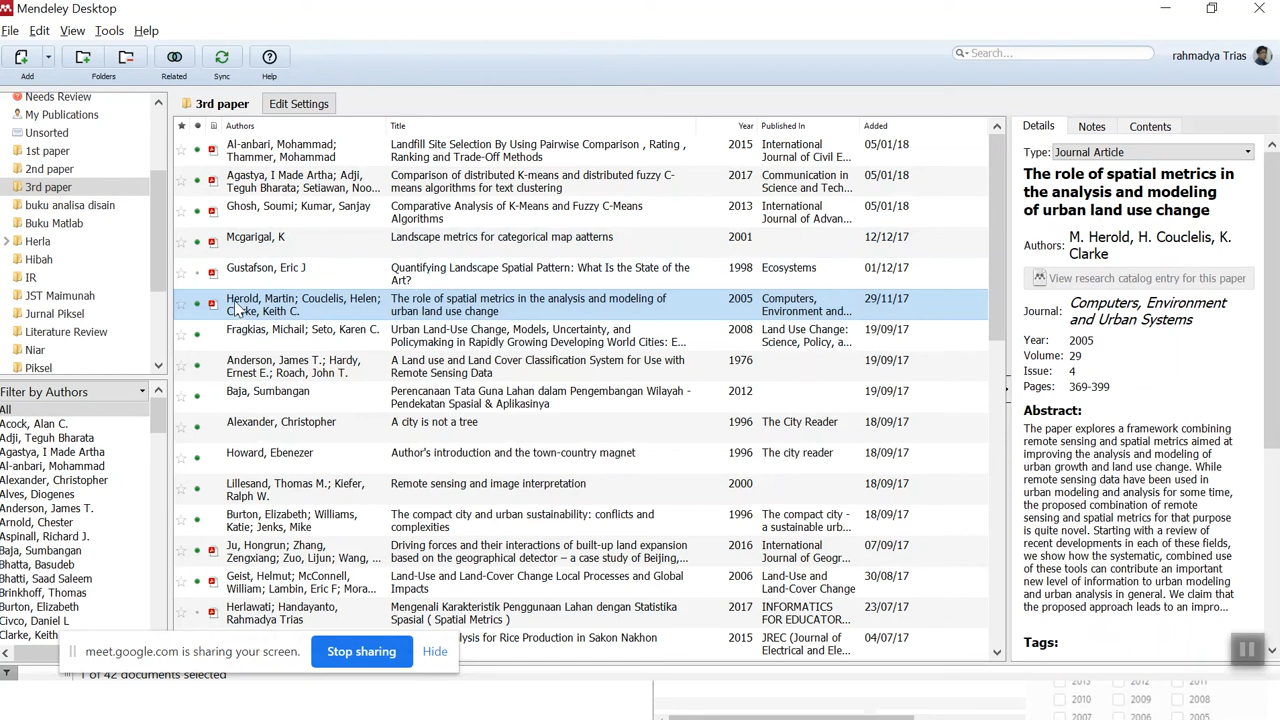 Mendeley Desktop
File Edit View Tools Help
Add Folders Related Sync Help
Search...
rahmadya Trias
Needs Review
My Publications
Unsorted
1st paper
2nd paper
3rd paper
buku analisa disain
Buku Matlab
Herla
Hibah
IR
JST Maimunah
Jurnal Piksel
Literature Review
Niar
Piksel
Filter by Authors
All
Acock, Alan C.
Adji, Teguh Bharata
Agastya, I Made Artha
Al-anbari, Mohammad
Alexander, Christopher
Alves, Diogenes
Anderson, James T.
Arnold, Chester
Aspinall, Richard J.
Baja, Sumbangan
Bhatta, Basudeb
Bhatti, Saad Saleem
Brinkhoff, Thomas
Burton, Elizabeth
Civco, Daniel L
Clarke, Keith
3rd paper Edit Settings
Authors Title Year Published In Added
Al-anbari, Mohammad; Landfill Site Selection By Using Pairwise Comparison , Rating , 2015 International 05/01/18
Thammer, Mohammad Ranking and Trade-Off Methods Journal of Civil E...
Agastya, I Made Artha; Adji, Comparison of distributed K-means and distributed fuzzy C- 2017 Communication in 05/01/18
Teguh Bharata; Setiawan, Noo... means algorithms for text clustering Science and Tech...
Ghosh, Soumi; Kumar, Sanjay Comparative Analysis of K-Means and Fuzzy C-Means 2013 International 05/01/18
Algorithms Journal of Advan...
Mcgarigal, K Landscape metrics for categorical map aatterns 2001 12/12/17
Gustafson, Eric J Quantifying Landscape Spatial Pattern: What Is the State of the 1998 Ecosystems 01/12/17
Art?
Herold, Martin; Couclelis, Helen; The role of spatial metrics in the analysis and modeling of 2005 Computers, 29/11/17
Clarke, Keith C. urban land use change Environment and...
Fragkias, Michail; Seto, Karen C. Urban Land-Use Change, Models, Uncertainty, and 2008 Land Use Change: 19/09/17
Policymaking in Rapidly Growing Developing World Cities: E... Science, Policy, a...
Anderson, James T.; Hardy, A Land use and Land Cover Classification System for Use with 1976 19/09/17
Ernest E.; Roach, John T. Remote Sensing Data
Baja, Sumbangan Perencanaan Tata Guna Lahan dalam Pengembangan Wilayah - 2012 19/09/17
Pendekatan Spasial & Aplikasinya
Alexander, Christopher A city is not a tree 1996 The City Reader 18/09/17
Howard, Ebenezer Author's introduction and the town-country magnet 1996 The city reader 18/09/17
Lillesand, Thomas M.; Kiefer, Remote sensing and image interpretation 2000 18/09/17
Ralph W.
Burton, Elizabeth; Williams, The compact city and urban sustainability: conflicts and 1996 The compact city - 18/09/17
Katie; Jenks, Mike complexities a sustainable urb...
Ju, Hongrun; Zhang, Driving forces and their interactions of built-up land expansion 2016 International 07/09/17
Zengxiang; Zuo, Lijun; Wang, ... based on the geographical detector – a case study of Beijing,... Journal of Geogr...
Geist, Helmut; McConnell, Land-Use and Land-Cover Change Local Processes and Global 2006 Land-Use and 30/08/17
William; Lambin, Eric F; Mora... Impacts Land-Cover Change
Herlawati; Handayanto, Mengenali Karakteristik Penggunaan Lahan dengan Statistika 2017 INFORMATICS 23/07/17
Rahmadya Trias Spasial ( Spatial Metrics ) FOR EDUCATOR...
alysis for Rice Production in Sakon Nakhon 2015 JREC (Journal of 04/07/17
Electrical and Ele...
Details Notes Contents
Type: Journal Article
The role of spatial metrics in
the analysis and modeling
of urban land use change
Authors: M. Herold, H. Couclelis, K.
Clarke
View research catalog entry for this paper
Journal: Computers, Environment
and Urban Systems
Year: 2005
Volume: 29
Issue: 4
Pages: 369-399
Abstract:
The paper explores a framework combining
remote sensing and spatial metrics aimed at
improving the analysis and modeling of
urban growth and land use change. While
remote sensing data have been used in
urban modeling and analysis for some time,
the proposed combination of remote
sensing and spatial metrics for that purpose
is quite novel. Starting with a review of
recent developments in each of these fields,
we show how the systematic, combined use
of these tools can contribute an important
new level of information to urban modeling
and urban analysis in general. We claim that
the proposed approach leads to an impro...
Tags:
meet.google.com is sharing your screen. Stop sharing Hide
1 of 42 documents selected
2013 2012 2011
2010 2009 2008
2007 2006 2005